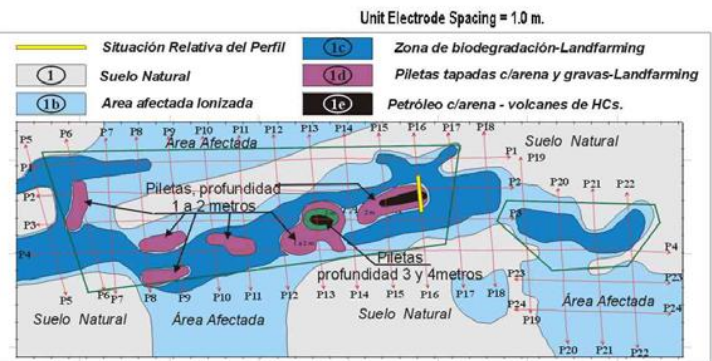 Unit Electrode Spacing = 1.0 m.
Situación Relativa del Perfil
1c Zona de biodegradación-Landfarming
1 Suelo Natural
1d Piletas tapadas c/arena y gravas-Landfarming
1b Area afectada Ionizada
1e Petróleo c/arena - volcanes de HCs.
P5 P6 P7 P8 P9 P10 P11 P12 P13 P14 P15 P16 P17 P18
Área Afectada
Suelo Natural
P1 P1 P19
Piletas, profundidad
1 a 2 metros
P2 P2 P20 P21 P22
P3 P3
P4 P4
Piletas
profundidad 3 y 4metros
P23 P23
P5 P6 P7 P8 P9 P10 P11 P12 P13 P14 P15 P16 P17 P18
Área Afectada
P24 P24
P19
Suelo Natural
Área Afectada
Suelo Natural
P20 P21 P22